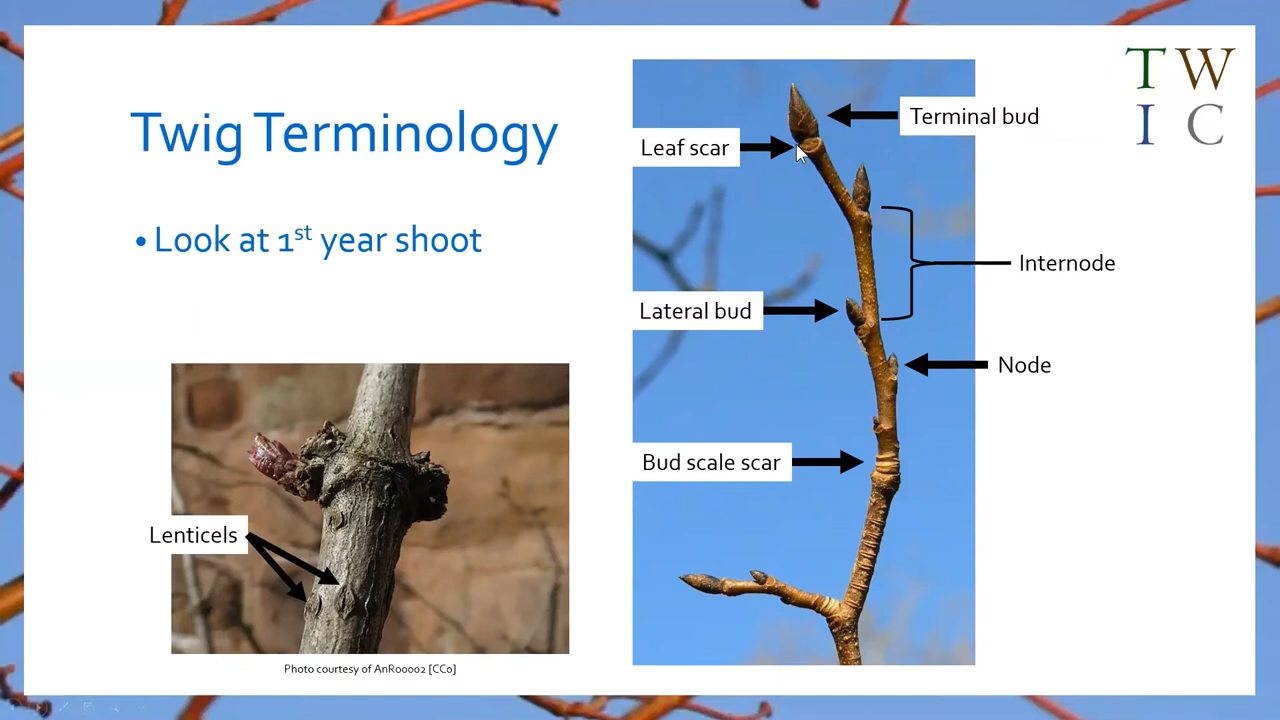 Twig Terminology
• Look at 1st year shoot
Lenticels
Photo courtesy of AnRo0002 [CC0]
Terminal bud
Leaf scar
Internode
Lateral bud
Node
Bud scale scar
T W
I C